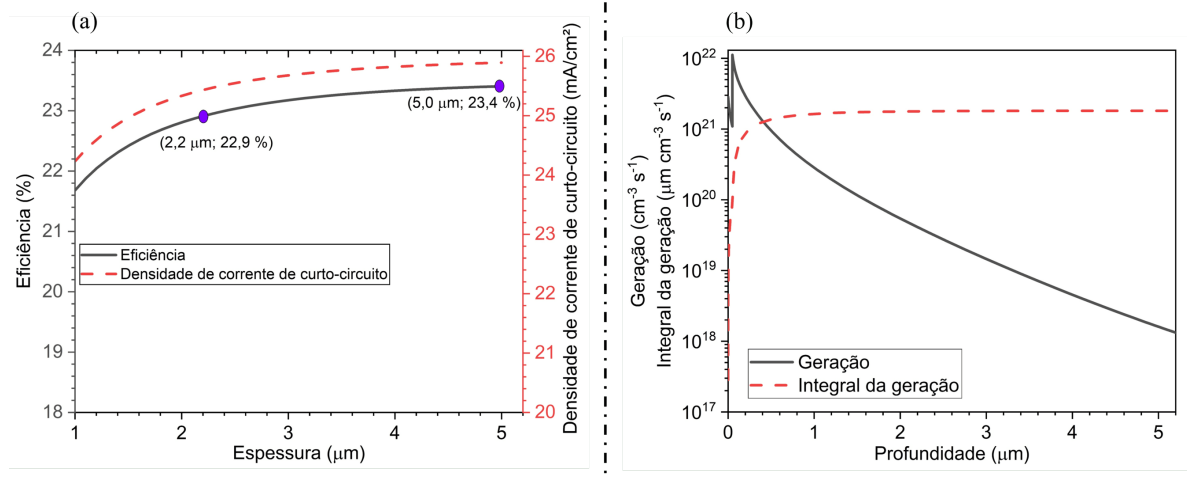 (a)
24
23
22
21
20
19
18
Eficiência (%)
(2,2 μm; 22,9 %)
(5,0 μm; 23,4 %)
Eficiência
Densidade de corrente de curto-circuito
1 2 3 4 5
Espessura (μm)
26
25
24
23
22
21
20
Densidade de corrente de curto-circuito (mA/cm²)
(b)
10²²
10²¹
10²⁰
10¹⁹
10¹⁸
10¹⁷
Geração (cm⁻³ s⁻¹)
Integral da geração (μm cm⁻³ s⁻¹)
Geração
Integral da geração
0 1 2 3 4 5
Profundidade (μm)